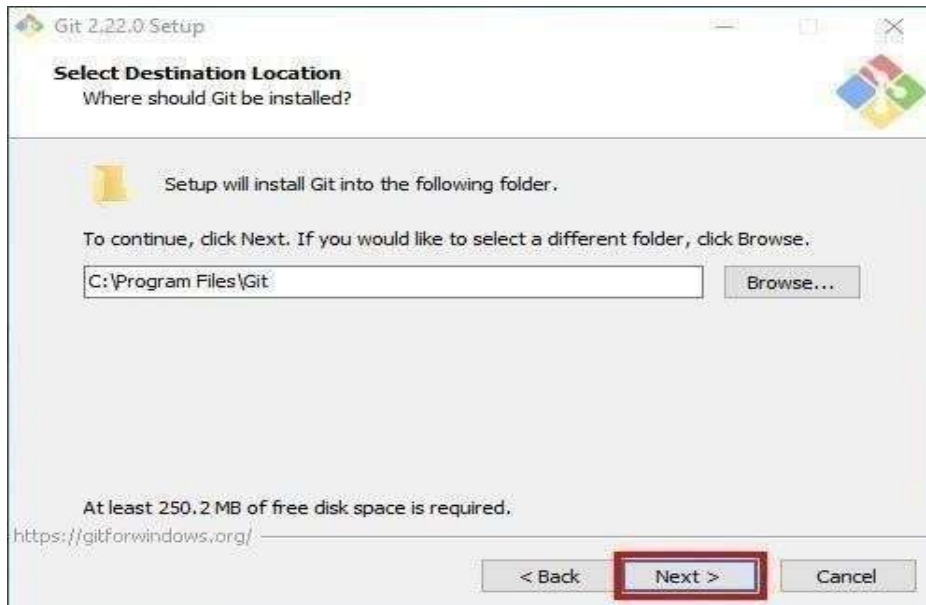 Git 2.22.0 Setup
Select Destination Location
Where should Git be installed?
Setup will install Git into the following folder.
To continue, click Next. If you would like to select a different folder, click Browse.
C:\Program Files\Git
Browse...
At least 250.2 MB of free disk space is required.
https://gitforwindows.org/
< Back
Next >
Cancel